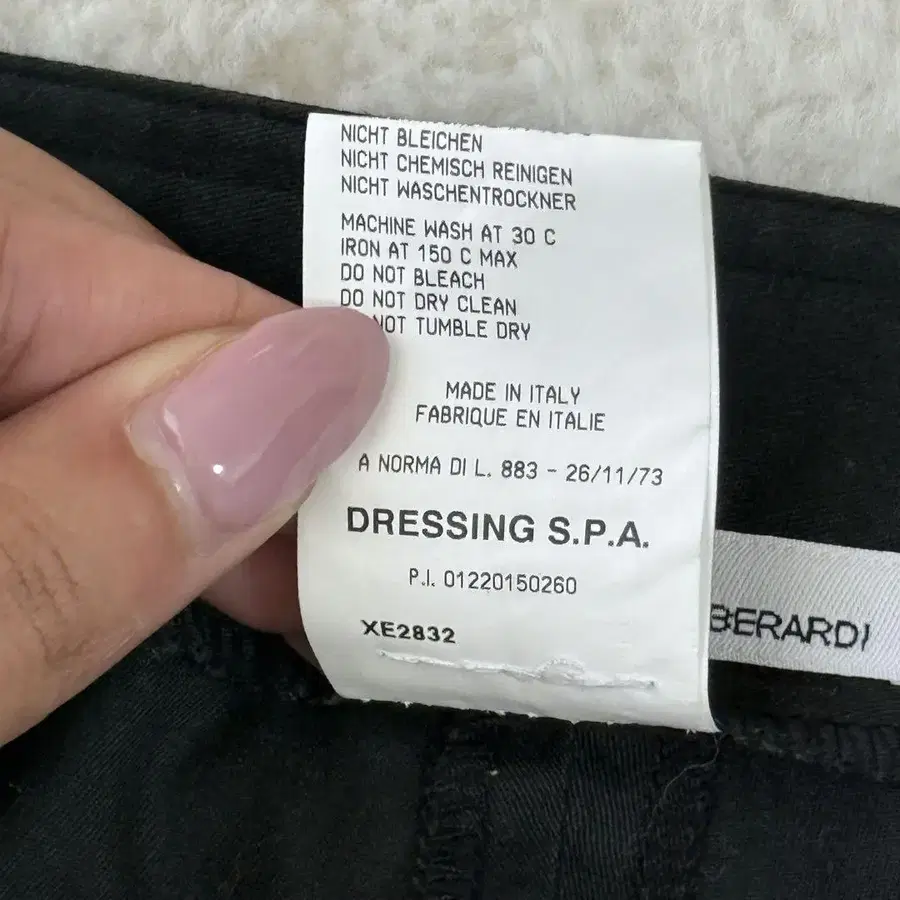 NICHT BLEICHEN
NICHT CHEMISCH REINIGEN
NICHT WASCHENTROCKNER
MACHINE WASH AT 30 C
IRON AT 150 C MAX
DO NOT BLEACH
DO NOT DRY CLEAN
NOT TUMBLE DRY
MADE IN ITALY
FABRIQUE EN ITALIE
A NORMA DI L. 883 - 26/11/73
DRESSING S.P.A.
P.I. 01220150260
XE2832
BERARDI